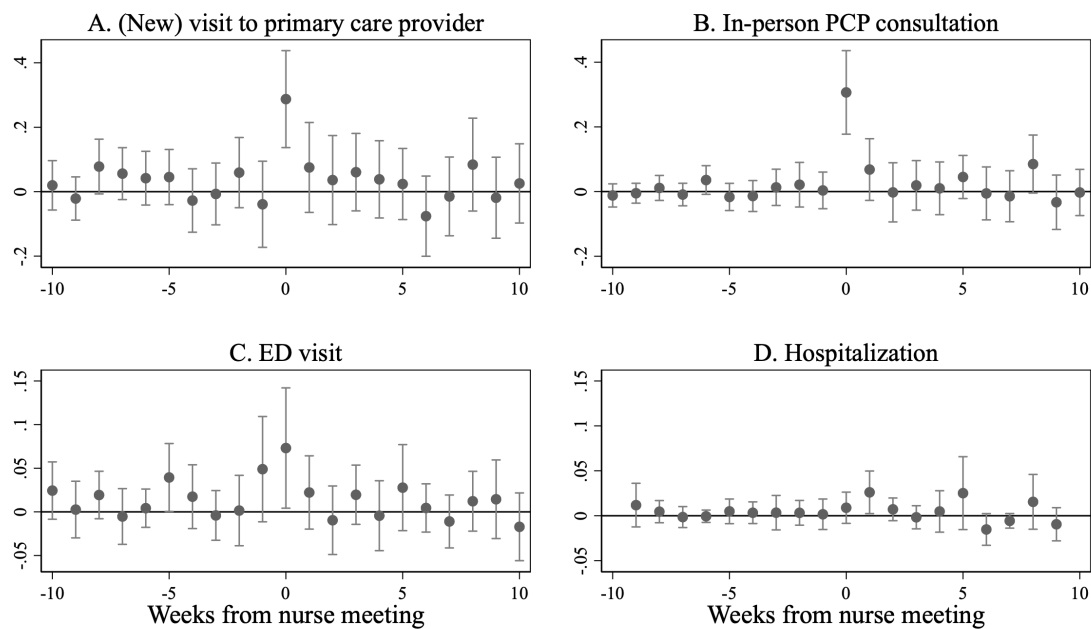 A. (New) visit to primary care provider
.4
.2
0
-.2
-10 -5 0 5 10
B. In-person PCP consultation
.4
.2
0
-.2
-10 -5 0 5 10
C. ED visit
.15
.1
.05
0
-.05
-10 -5 0 5 10
Weeks from nurse meeting
D. Hospitalization
.15
.1
.05
0
-.05
-10 -5 0 5 10
Weeks from nurse meeting